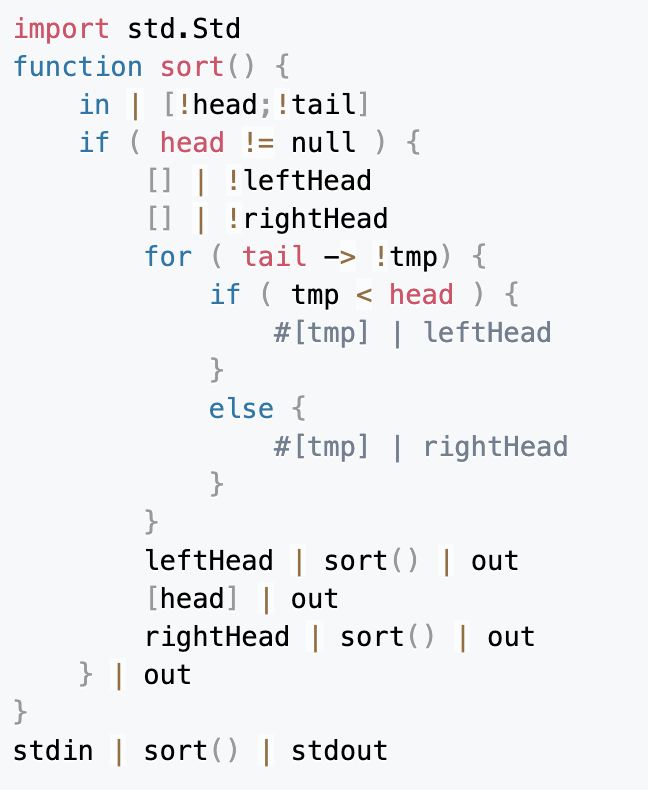 import std.Std
function sort() {
    in | [!head;!tail]
    if ( head != null ) {
        [] | !leftHead
        [] | !rightHead
        for ( tail -> !tmp) {
            if ( tmp < head ) {
                #[tmp] | leftHead
            }
            else {
                #[tmp] | rightHead
            }
        }
        leftHead | sort() | out
        [head] | out
        rightHead | sort() | out
    } | out
}
stdin | sort() | stdout